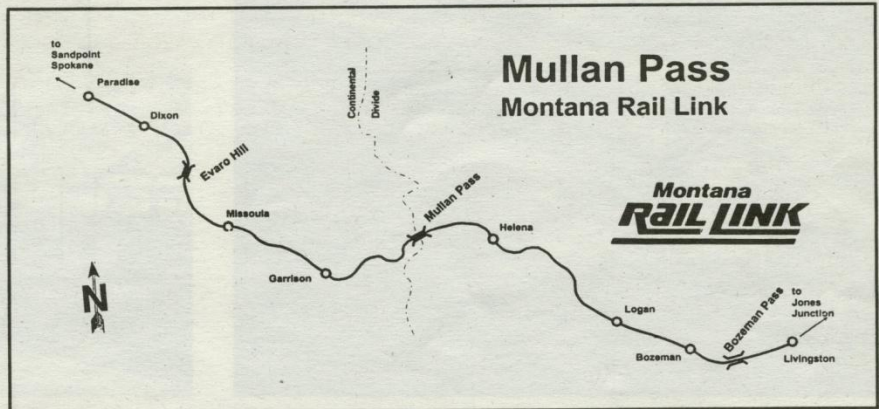 to
Sandpoint
Spokane
Paradise
Dixon
Evaro Hill
Missoula
Garrison
Continental
Divide
Mullan Pass
Montana Rail Link
Mullan Pass
Helena
Montana
RAIL LINK
Logan
Bozeman
Bozeman Pass
to
Jones
Junction
Livingston
N